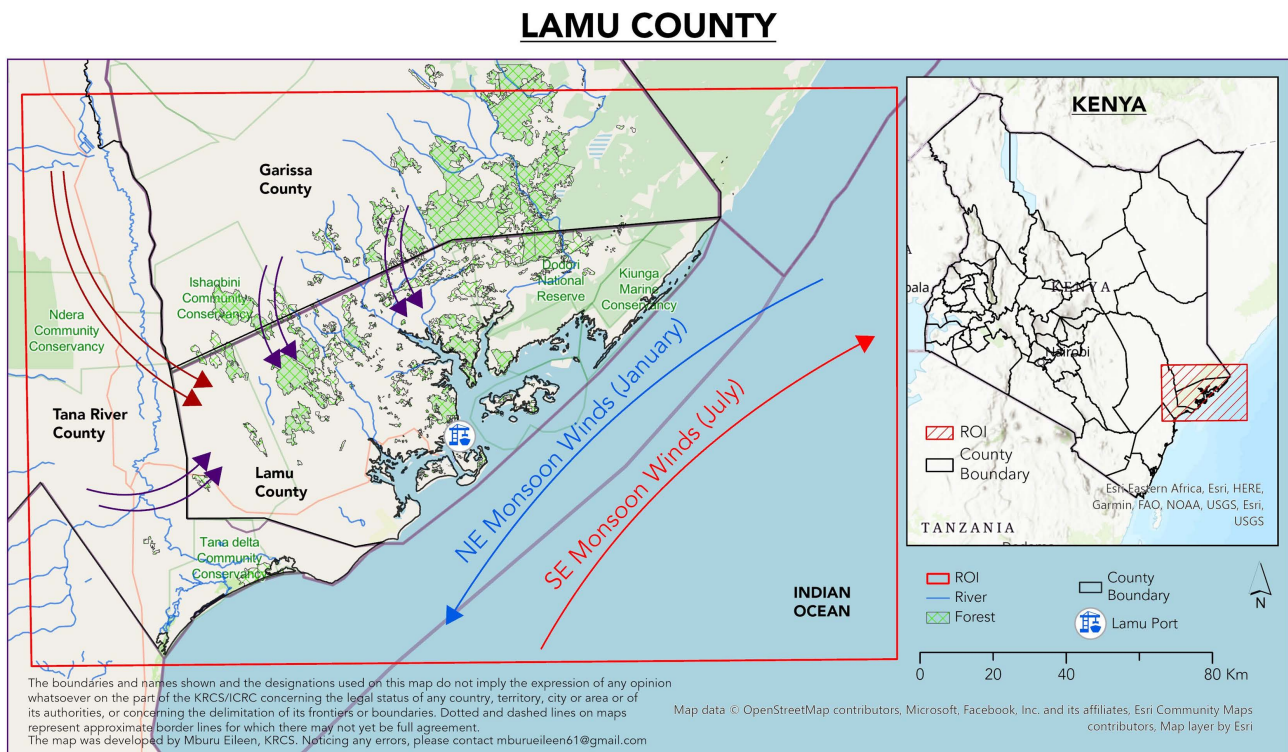 LAMU COUNTY
Garissa
County
Ishaqbini
Community
Conservancy
Ndera
Community
Conservancy
Dodori
National
Reserve
Kiunga
Marine
Conservancy
Tana River
County
Lamu
County
Tana delta
Community
Conservancy
NE Monsoon Winds (January)
SE Monsoon Winds (July)
INDIAN
OCEAN
The boundaries and names shown and the designations used on this map do not imply the expression of any opinion
whatsoever on the part of the KRCS/ICRC concerning the legal status of any country, territory, city or area or of
its authorities, or concerning the delimitation of its frontiers or boundaries. Dotted and dashed lines on maps
represent approximate border lines for which there may not yet be full agreement.
The map was developed by Mburu Eileen, KRCS. Noticing any errors, please contact mburueileen61@gmail.com
KENYA
pala
KENYA
Nairobi
ROI
County
Boundary
Esri Eastern Africa, Esri, HERE,
Garmin, FAO, NOAA, USGS, Esri,
USGS
TANZANIA
ROI
River
Forest
County
Boundary
Lamu Port
N
0 20 40 80 Km
Map data © OpenStreetMap contributors, Microsoft, Facebook, Inc. and its affiliates, Esri Community Maps
contributors, Map layer by Esri